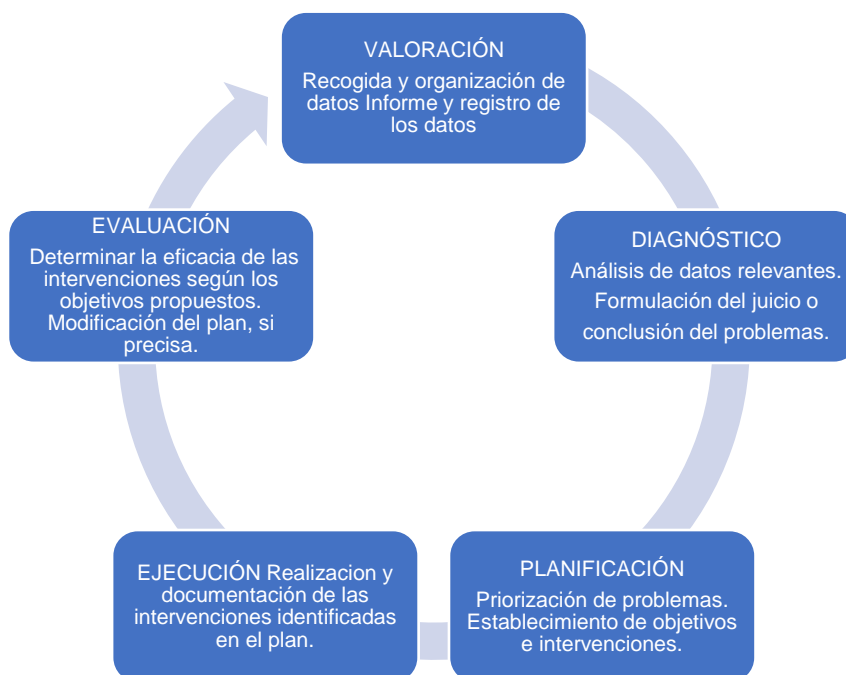 VALORACIÓN
Recogida y organización de
datos Informe y registro de
los datos
DIAGNÓSTICO
Análisis de datos relevantes.
Formulación del juicio o
conclusión del problemas.
PLANIFICACIÓN
Priorización de problemas.
Establecimiento de objetivos
e intervenciones.
EJECUCIÓN Realizacion y
documentación de las
intervenciones identificadas
en el plan.
EVALUACIÓN
Determinar la eficacia de las
intervenciones según los
objetivos propuestos.
Modificación del plan, si
precisa.